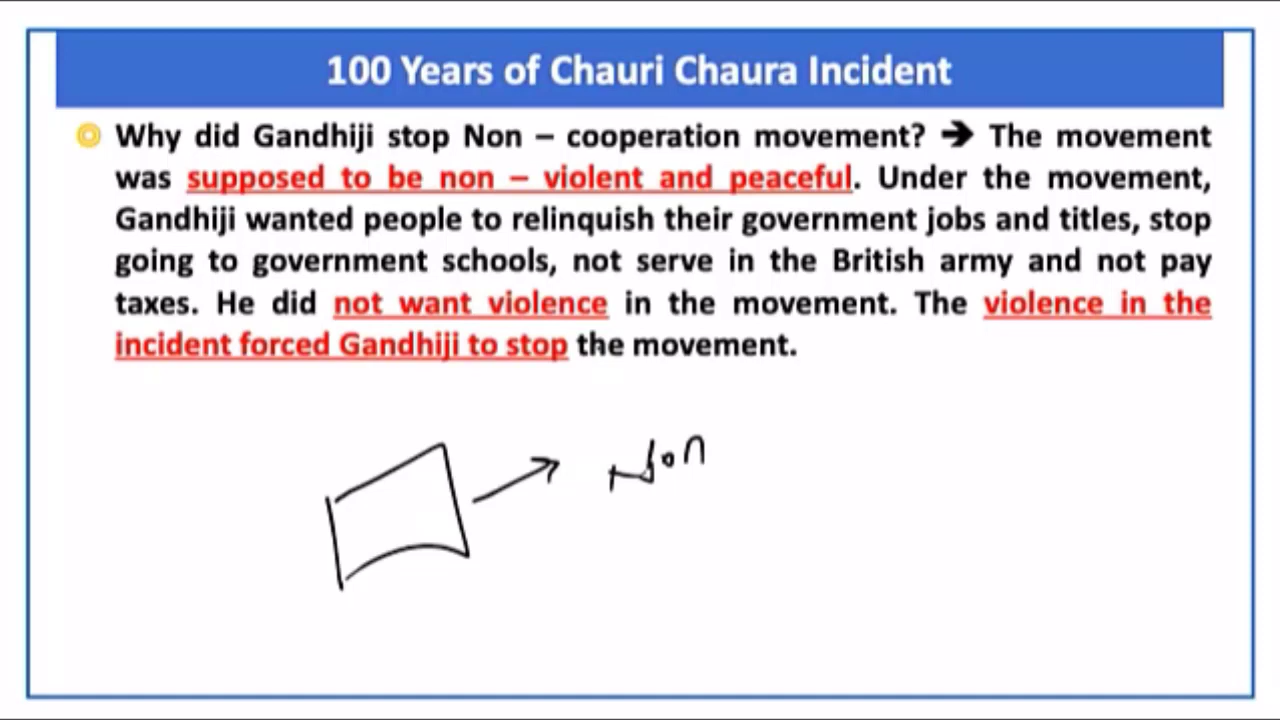 100 Years of Chauri Chaura Incident
Why did Gandhiji stop Non – cooperation movement? ➔ The movement
was supposed to be non – violent and peaceful. Under the movement,
Gandhiji wanted people to relinquish their government jobs and titles, stop
going to government schools, not serve in the British army and not pay
taxes. He did not want violence in the movement. The violence in the
incident forced Gandhiji to stop the movement.
Non